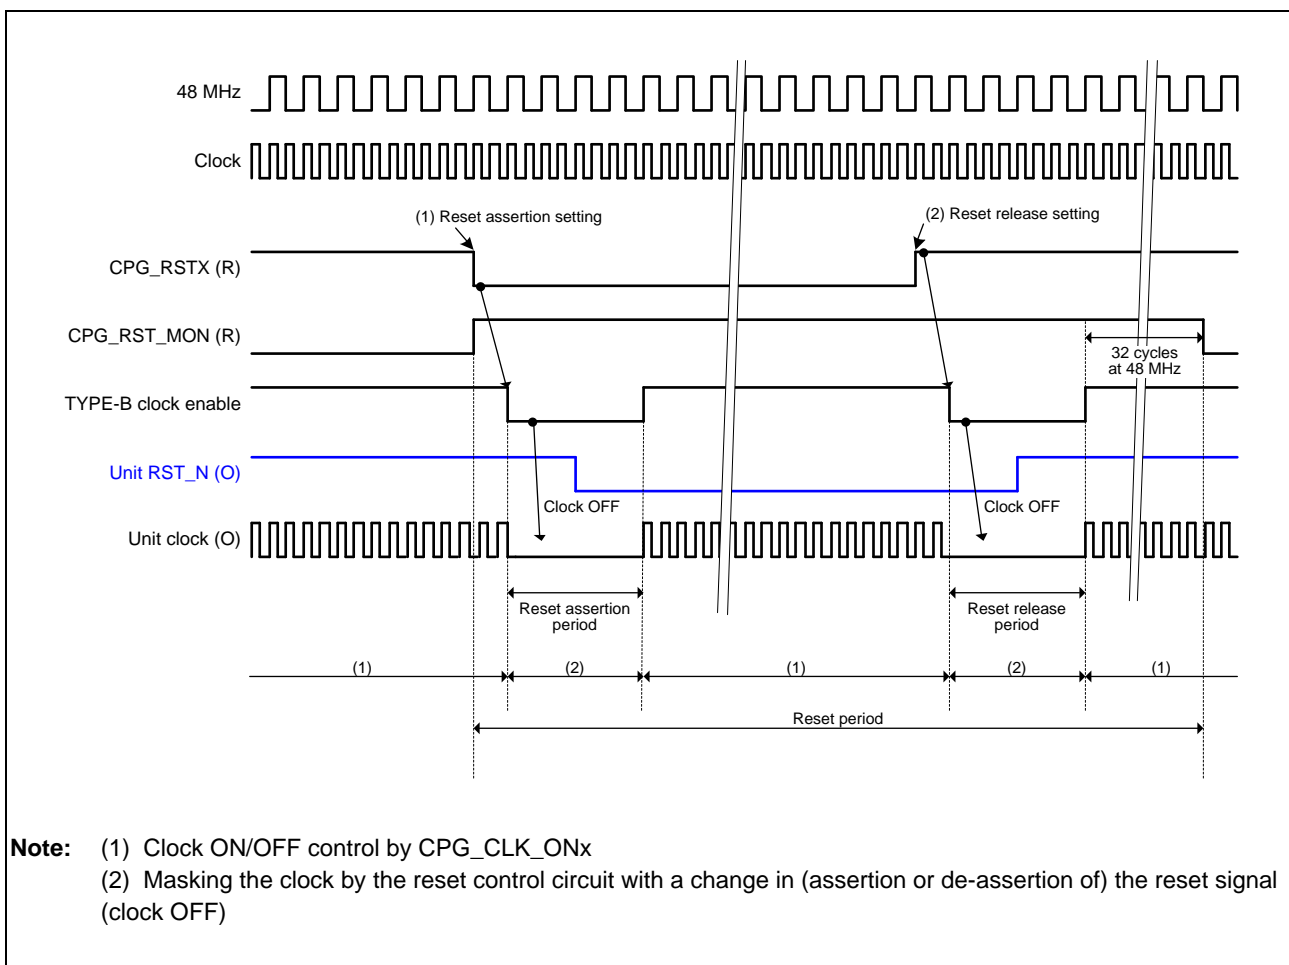 48 MHz
Clock
(1) Reset assertion setting
(2) Reset release setting
CPG_RSTX (R)
CPG_RST_MON (R)
32 cycles
at 48 MHz
TYPE-B clock enable
Unit RST_N (O)
Clock OFF
Clock OFF
Unit clock (O)
Reset assertion
period
Reset release
period
(1)
(2)
(1)
(2)
(1)
Reset period
Note: (1) Clock ON/OFF control by CPG_CLK_ONx
(2) Masking the clock by the reset control circuit with a change in (assertion or de-assertion of) the reset signal
(clock OFF)